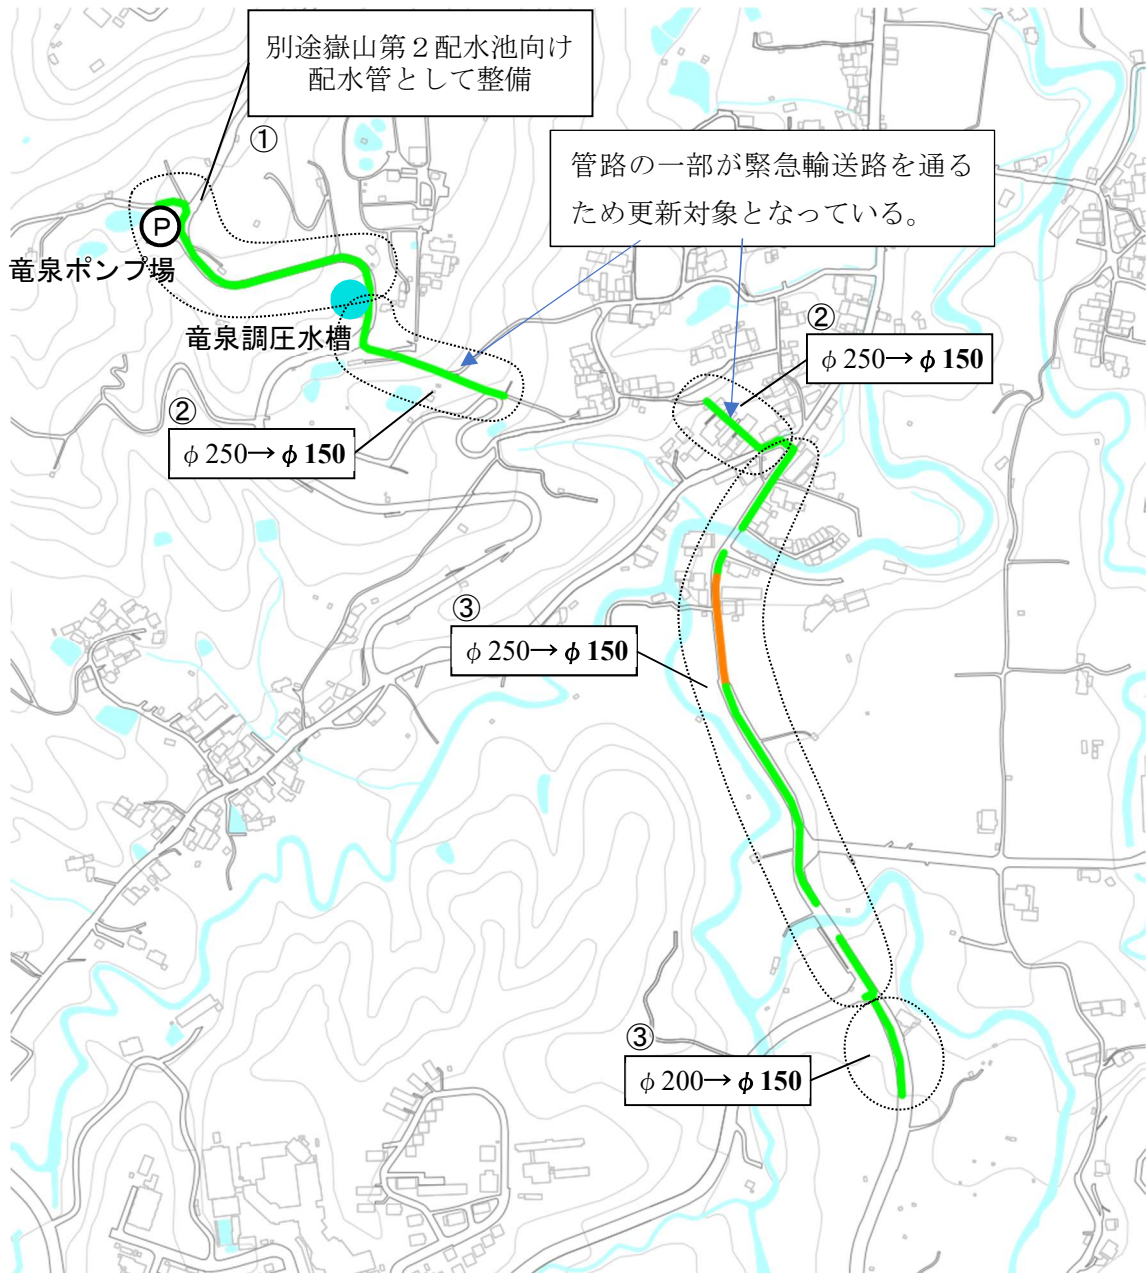 別途嶽山第２配水池向け
配水管として整備
①
管路の一部が緊急輸送路を通る
ため更新対象となっている。
P
竜泉ポンプ場
竜泉調圧水槽
②
φ250→φ150
②
φ250→φ150
③
φ250→φ150
③
φ200→φ150